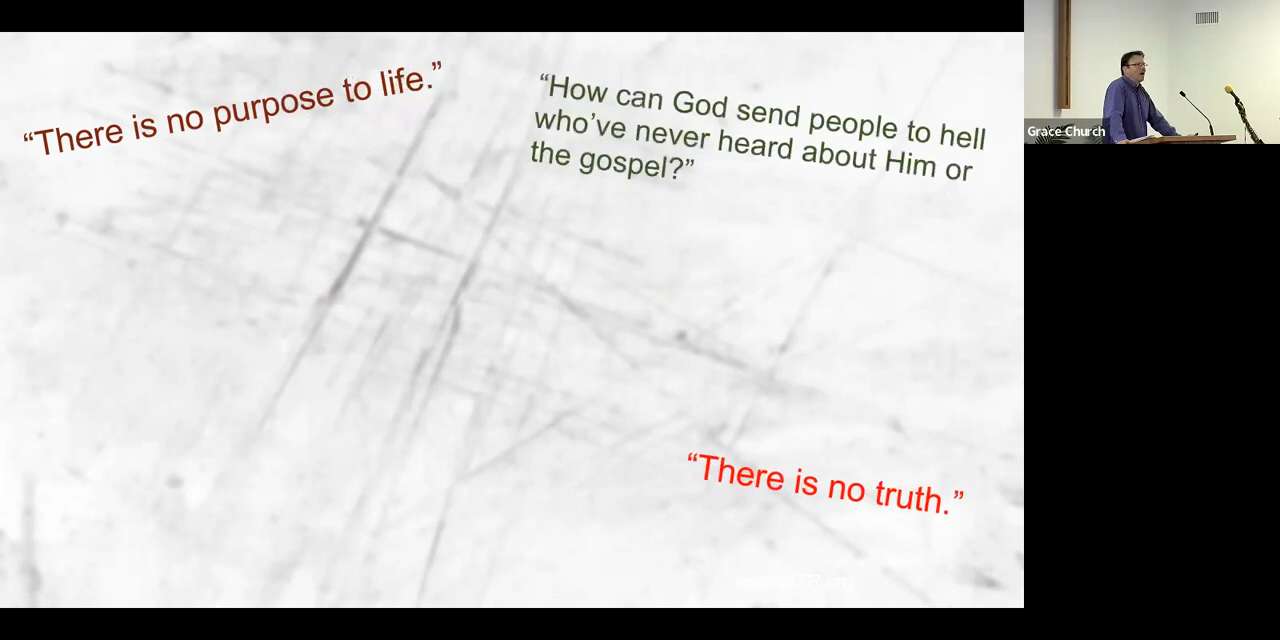 “There is no purpose to life.”
“How can God send people to hell
who’ve never heard about Him or
the gospel?”
“There is no truth.”
Grace Church